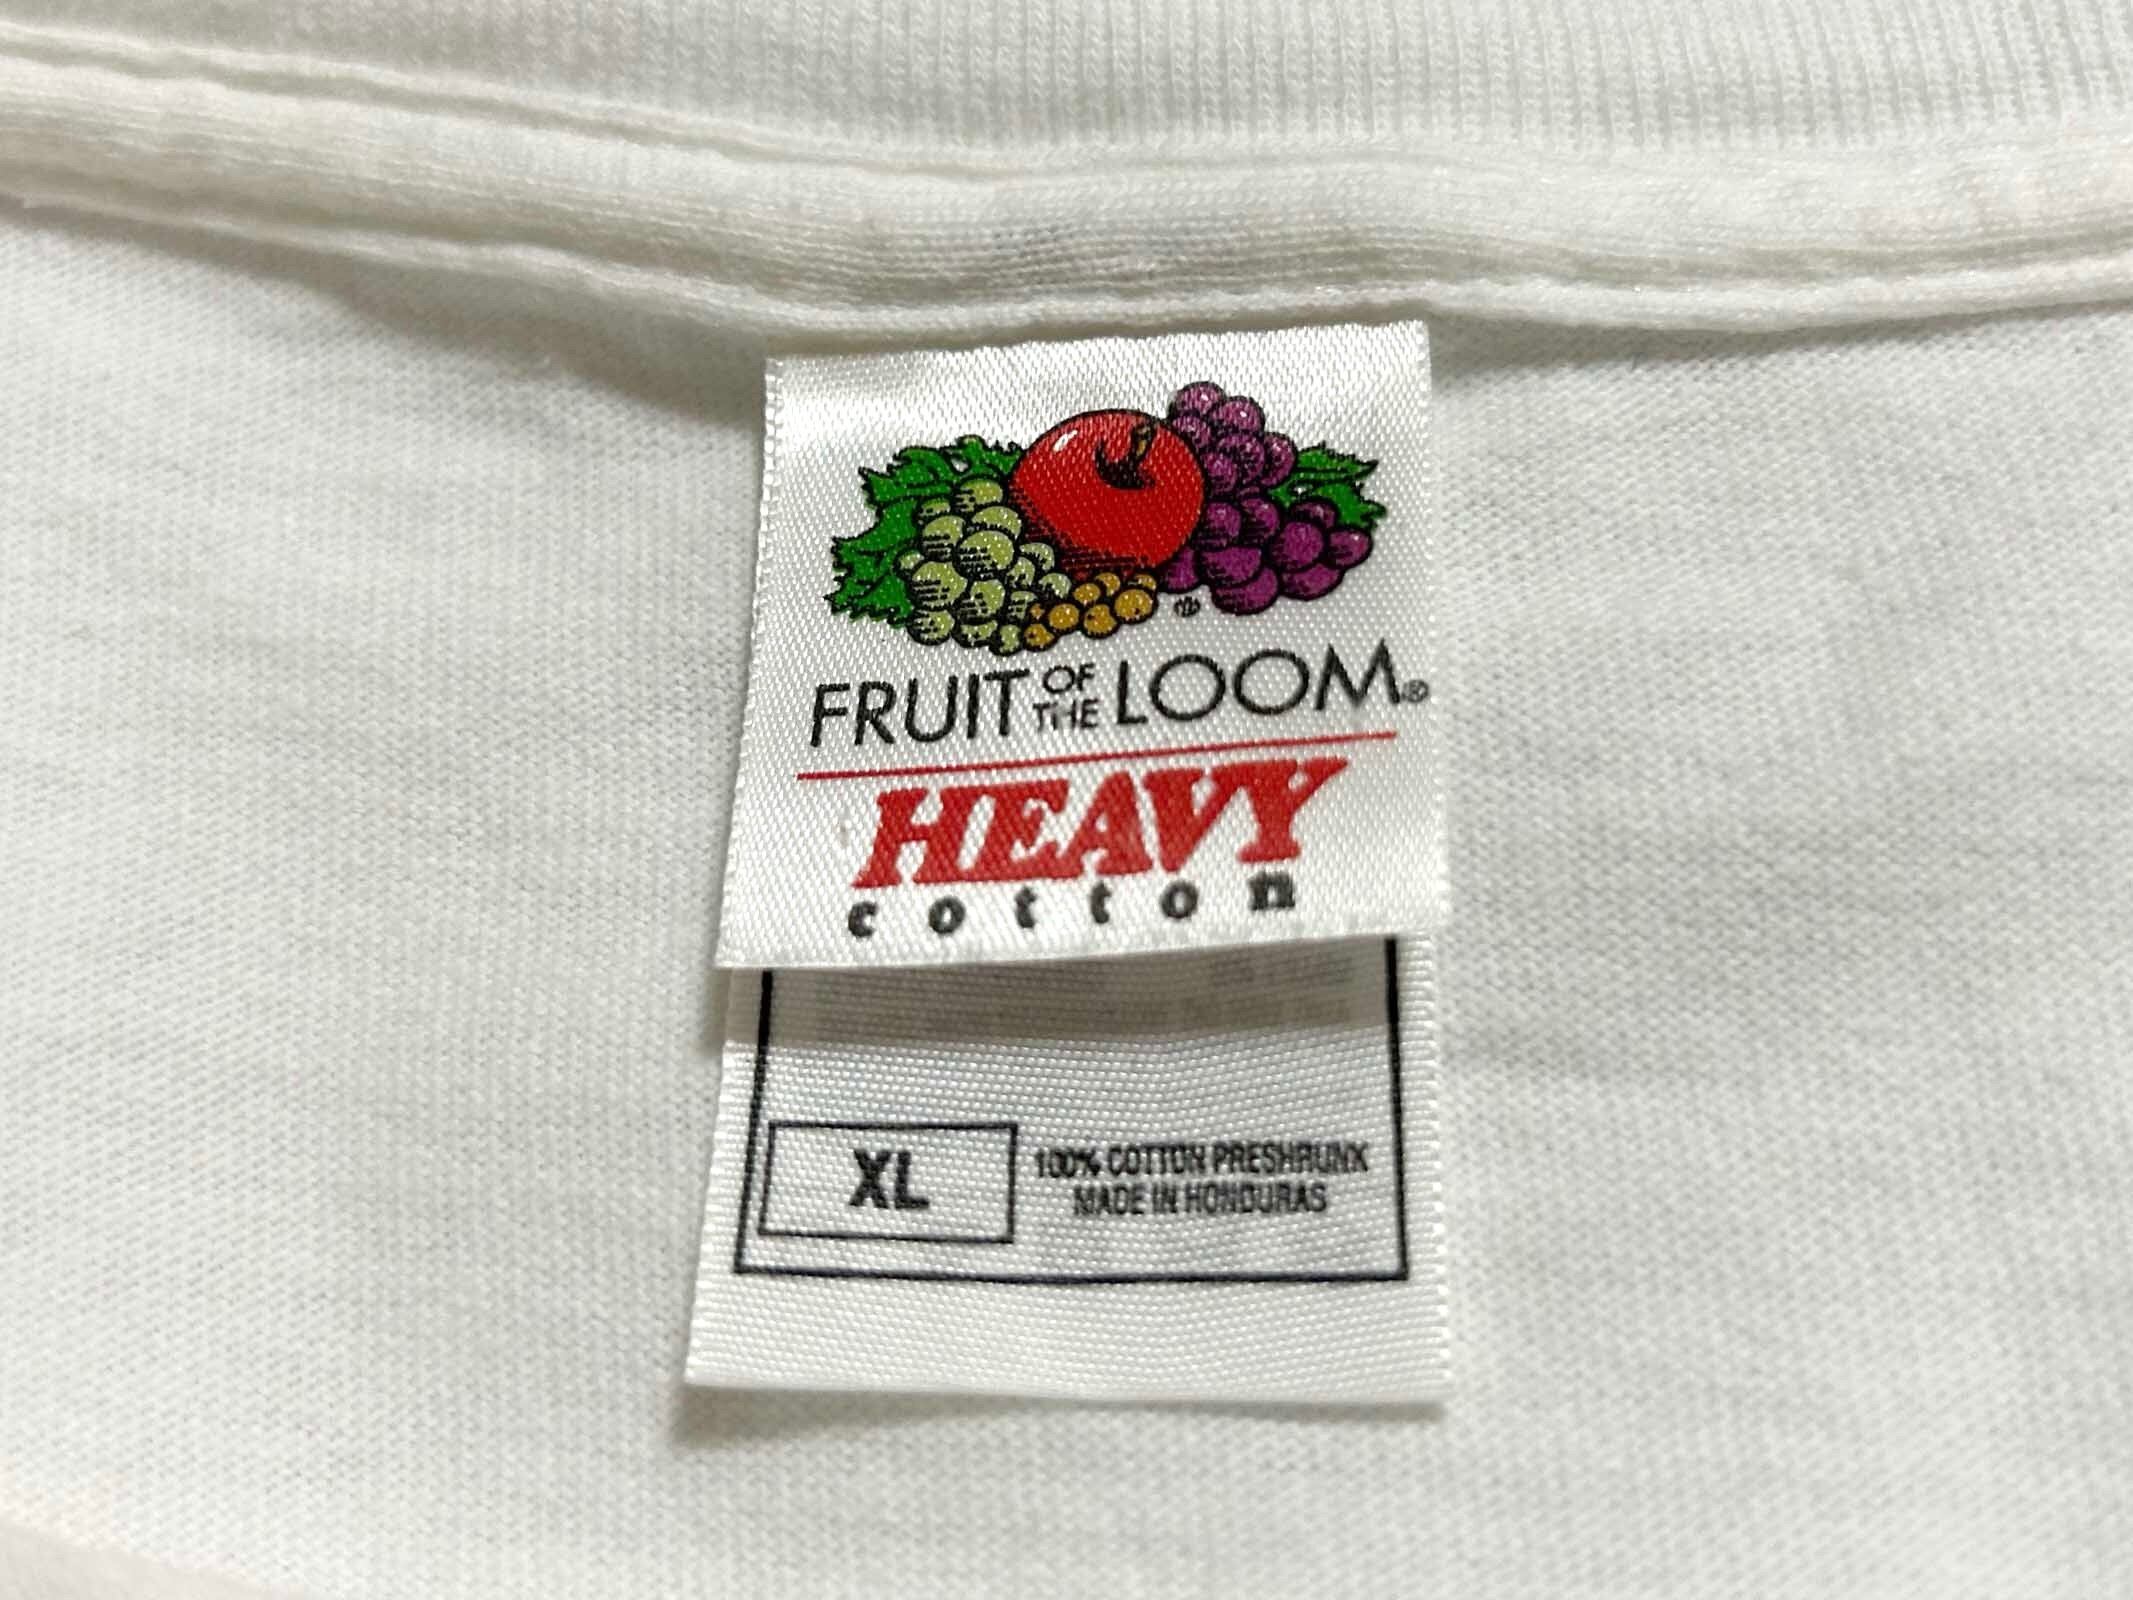 FRUIT OF THE LOOM®
HEAVY
cotton
XL
100% COTTON PRESHRUNK
MADE IN HONDURAS